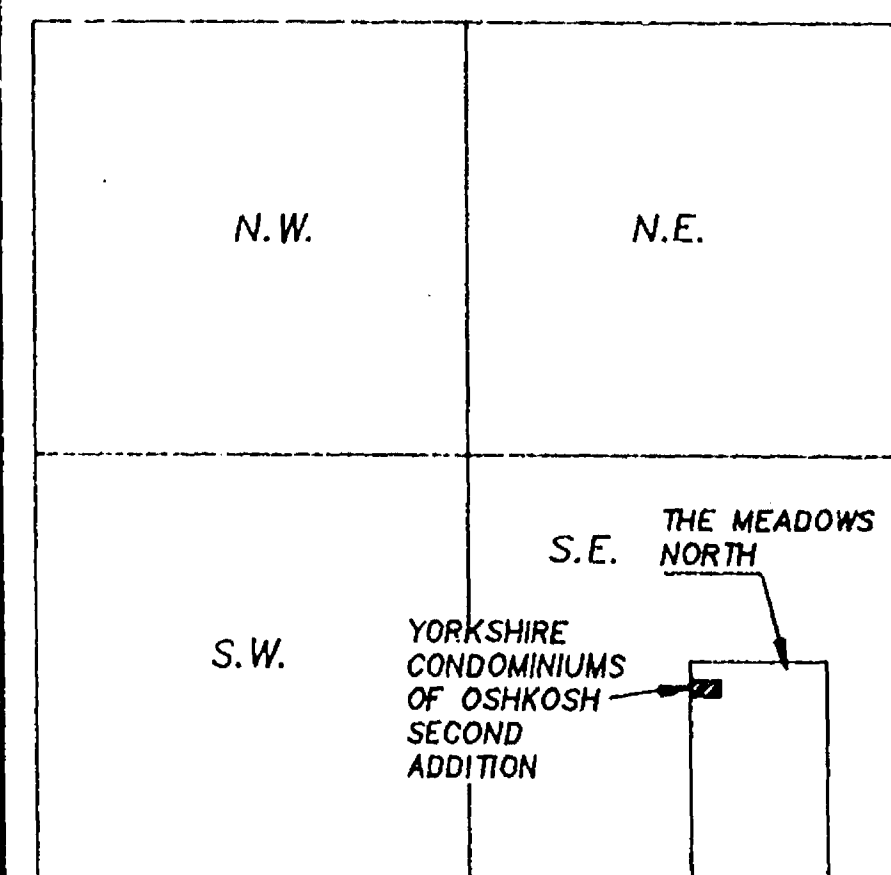 N.W.
N.E.
S.E.
THE MEADOWS
NORTH
S.W.
YORKSHIRE
CONDOMINIUMS
OF OSHKOSH
SECOND
ADDITION